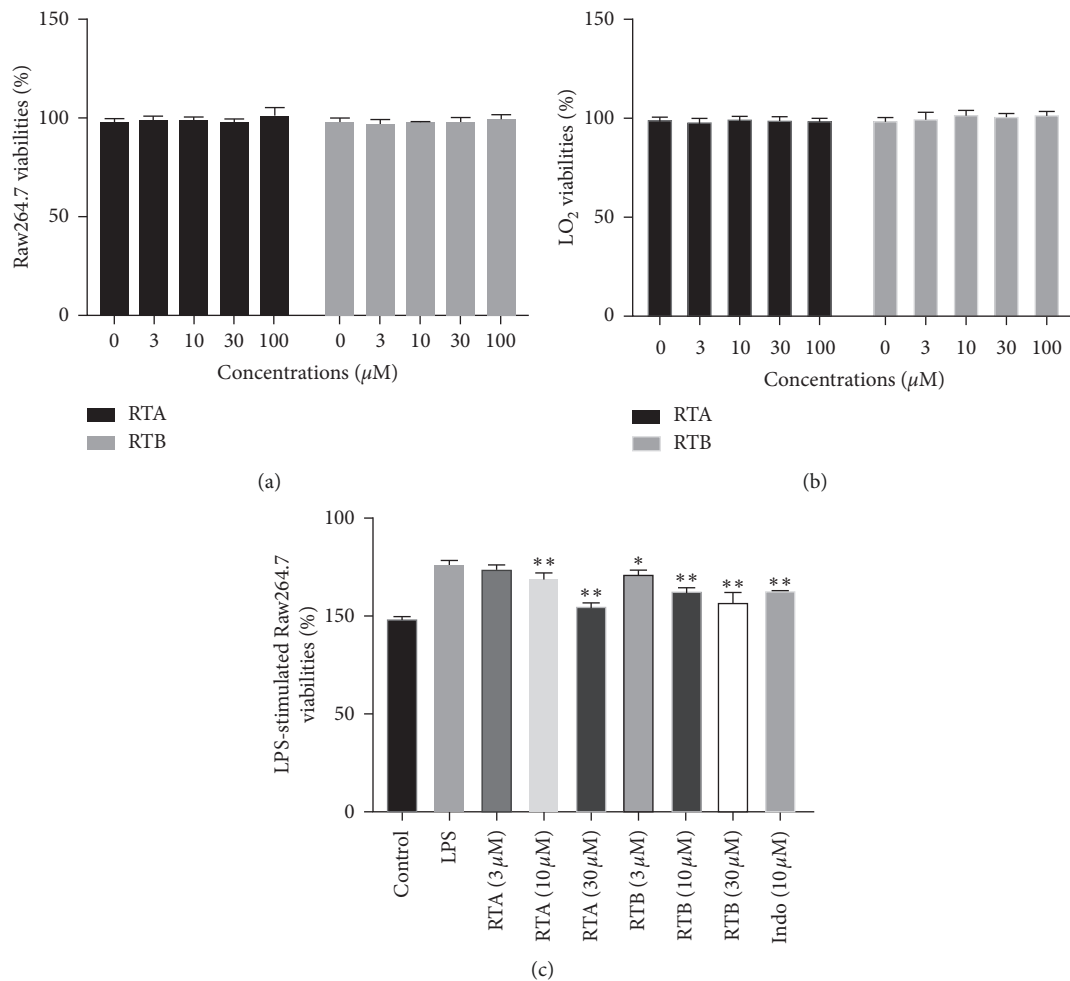 Raw264.7 viabilities (%)
150
100
50
0
0 3 10 30 100 0 3 10 30 100
Concentrations (μM)
RTA
RTB
(a)
LO2 viabilities (%)
150
100
50
0
0 3 10 30 100 0 3 10 30 100
Concentrations (μM)
RTA
RTB
(b)
LPS-stimulated Raw264.7
viabilities (%)
100
150
50
0
** ** * ** ** **
Control
LPS
RTA (3 μM)
RTA (10 μM)
RTA (30 μM)
RTB (3 μM)
RTB (10 μM)
RTB (30 μM)
Indo (10 μM)
(c)